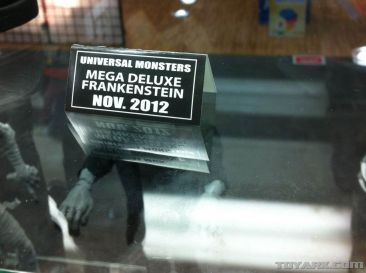 UNIVERSAL MONSTERS
MEGA DELUXE
FRANKENSTEIN
NOV. 2012
TOYARK.COM